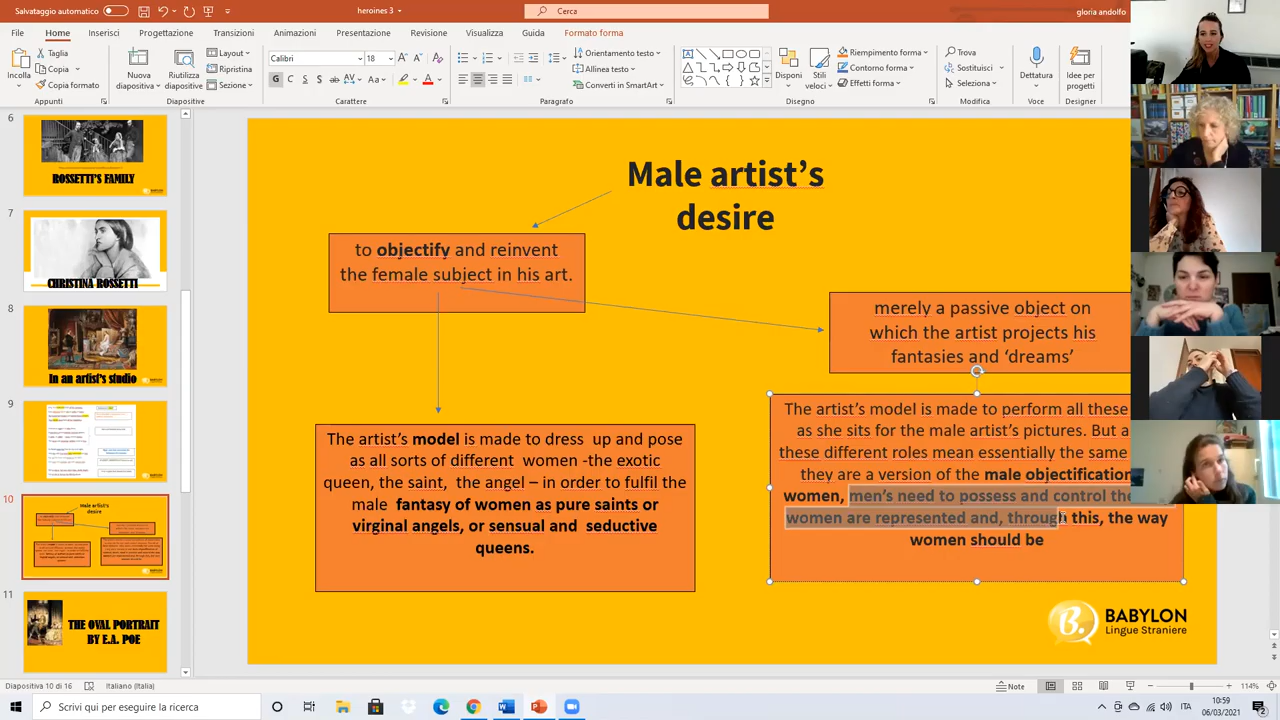 Salvataggio automatico
heroines 3
Cerca
gloria andolfo
File
Home
Inserisci
Progettazione
Transizioni
Animazioni
Presentazione
Revisione
Visualizza
Guida
Formato forma
Incolla
Taglia
Copia
Copia formato
Appunti
Nuova
diapositiva
Riutilizza
diapositive
Layout
Ripristina
Sezione
Diapositive
Calibri
18
Carattere
Orientamento testo
Allinea testo
Converti in SmartArt
Paragrafo
Disponi
Stili
veloci
Riempimento forma
Contorno forma
Effetti forma
Disegno
Trova
Sostituisci
Seleziona
Modifica
Dettatura
Voce
Idee per
progetti
Designer
6
ROSSETTI'S FAMILY
7
CHRISTINA ROSSETTI
8
In an artist's studio
9
10
11
THE OVAL PORTRAIT
BY E.A. POE
Male artist's
desire
to objectify and reinvent
the female subject in his art.
merely a passive object on
which the artist projects his
fantasies and 'dreams'
The artist's model is made to dress up and pose
as all sorts of different women -the exotic
queen, the saint, the angel – in order to fulfil the
male fantasy of women as pure saints or
virginal angels, or sensual and seductive
queens.
The artist's model is made to perform all these
as she sits for the male artist's pictures. But a
these different roles mean essentially the same
they are a version of the male objectification
women, men's need to possess and control the
women are represented and, through this, the way
women should be
BABYLON
Lingue Straniere
Diapositiva 10 di 16
Italiano (Italia)
Note
114%
Scrivi qui per eseguire la ricerca
ITA
10:59
06/03/2021
2